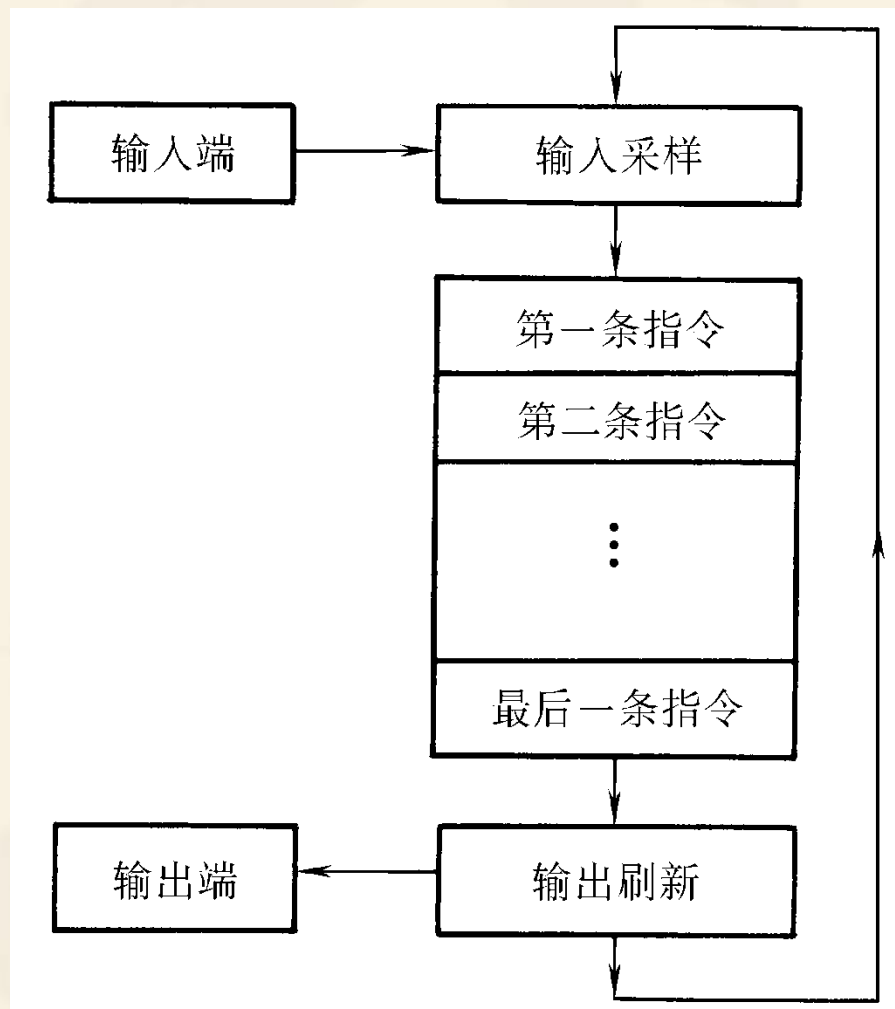 输入端
输入采样
第一条指令
第二条指令
⋮
最后一条指令
输出端
输出刷新